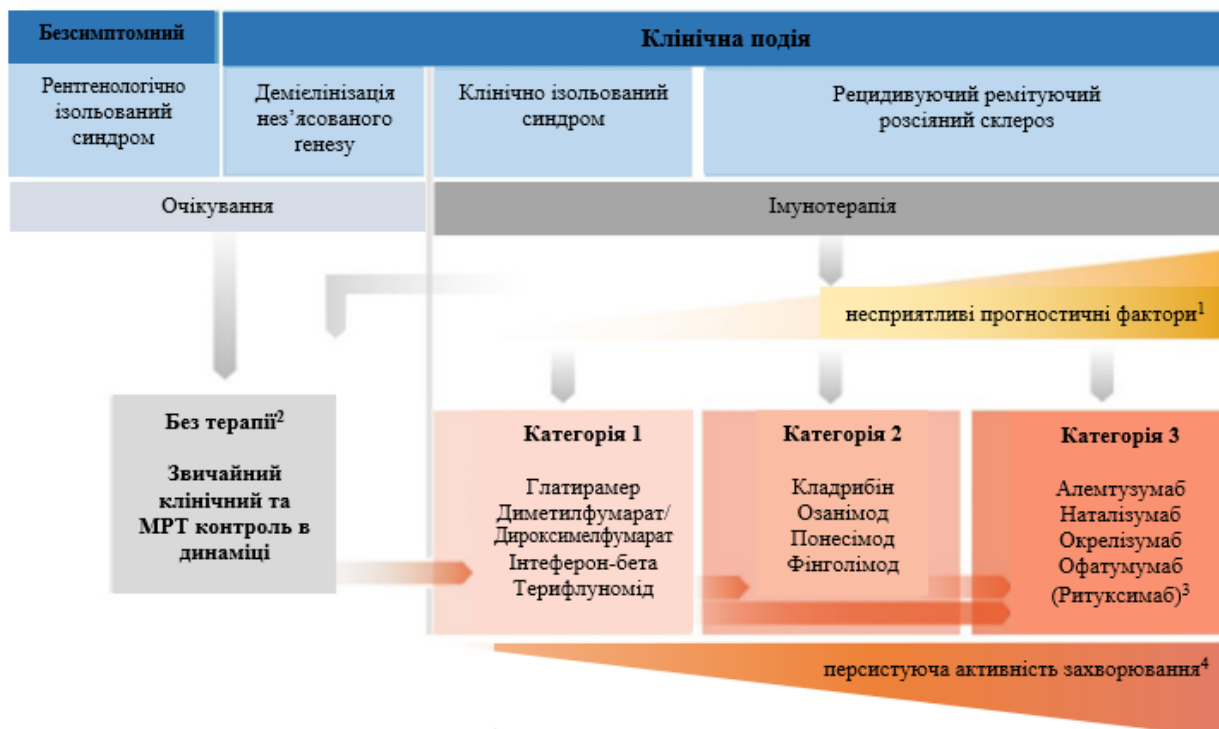 Безсимптомний
Клінічна подія
Рентгенологічно
ізольований
синдром
Демієлінізація
нез’ясованого
ґенезу
Клінічно ізольований
синдром
Рецидивуючий ремітуючий
розсіяний склероз
Очікування
Імунотерапія
несприятливі прогностичні фактори¹
Без терапії²
Звичайний
клінічний та
МРТ контроль в
динаміці
Категорія 1
Глатирамер
Диметилфумарат/
Дироксимелфумарат
Інтеферон-бета
Терифлуномід
Категорія 2
Кладрибін
Озанімод
Понесімод
Фінголімод
Категорія 3
Алемтузумаб
Наталізумаб
Окрелізумаб
Офатумумаб
(Ритуксимаб)³
персистуюча активність захворювання⁴